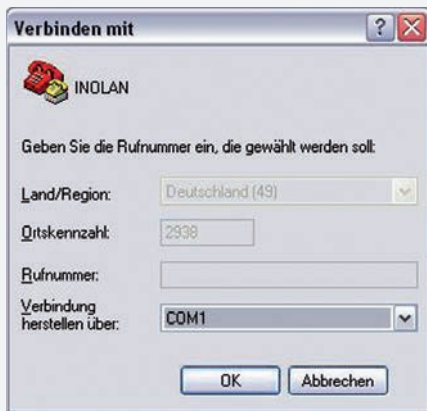 Verbinden mit
INOLAN
Geben Sie die Rufnummer ein, die gewählt werden soll:
Land/Region: Deutschland (49)
Ortskennzahl: 2938
Rufnummer:
Verbindung
herstellen über: COM1
OK Abbrechen